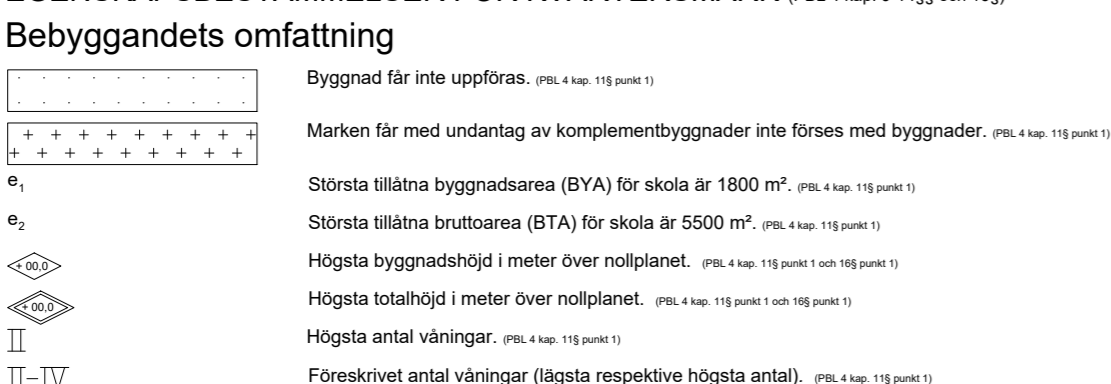 Bebyggandets omfattning
Byggnad får inte uppföras. (PBL 4 kap. 11§ punkt 1)
Marken får med undantag av komplementbyggnader inte förses med byggnader. (PBL 4 kap. 11§ punkt 1)
e₁ Största tillåtna byggnadsarea (BYA) för skola är 1800 m². (PBL 4 kap. 11§ punkt 1)
e₂ Största tillåtna bruttoarea (BTA) för skola är 5500 m². (PBL 4 kap. 11§ punkt 1)
+ 00,0 Högsta byggnadshöjd i meter över nollplanet. (PBL 4 kap. 11§ punkt 1 och 16§ punkt 1)
+ 00,0 Högsta totalhöjd i meter över nollplanet. (PBL 4 kap. 11§ punkt 1 och 16§ punkt 1)
II Högsta antal våningar. (PBL 4 kap. 11§ punkt 1)
II-IV Föreskrivet antal våningar (lägsta respektive högsta antal). (PBL 4 kap. 11§ punkt 1)